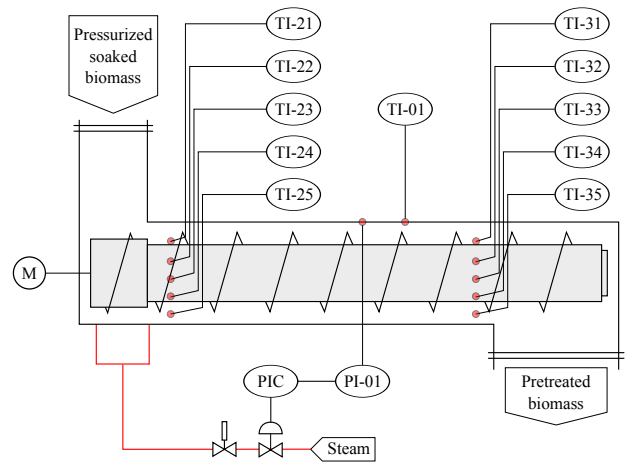 Pressurized
soaked
biomass
TI-21
TI-22
TI-23
TI-24
TI-25
TI-01
TI-31
TI-32
TI-33
TI-34
TI-35
M
PIC
PI-01
Pretreated
biomass
Steam